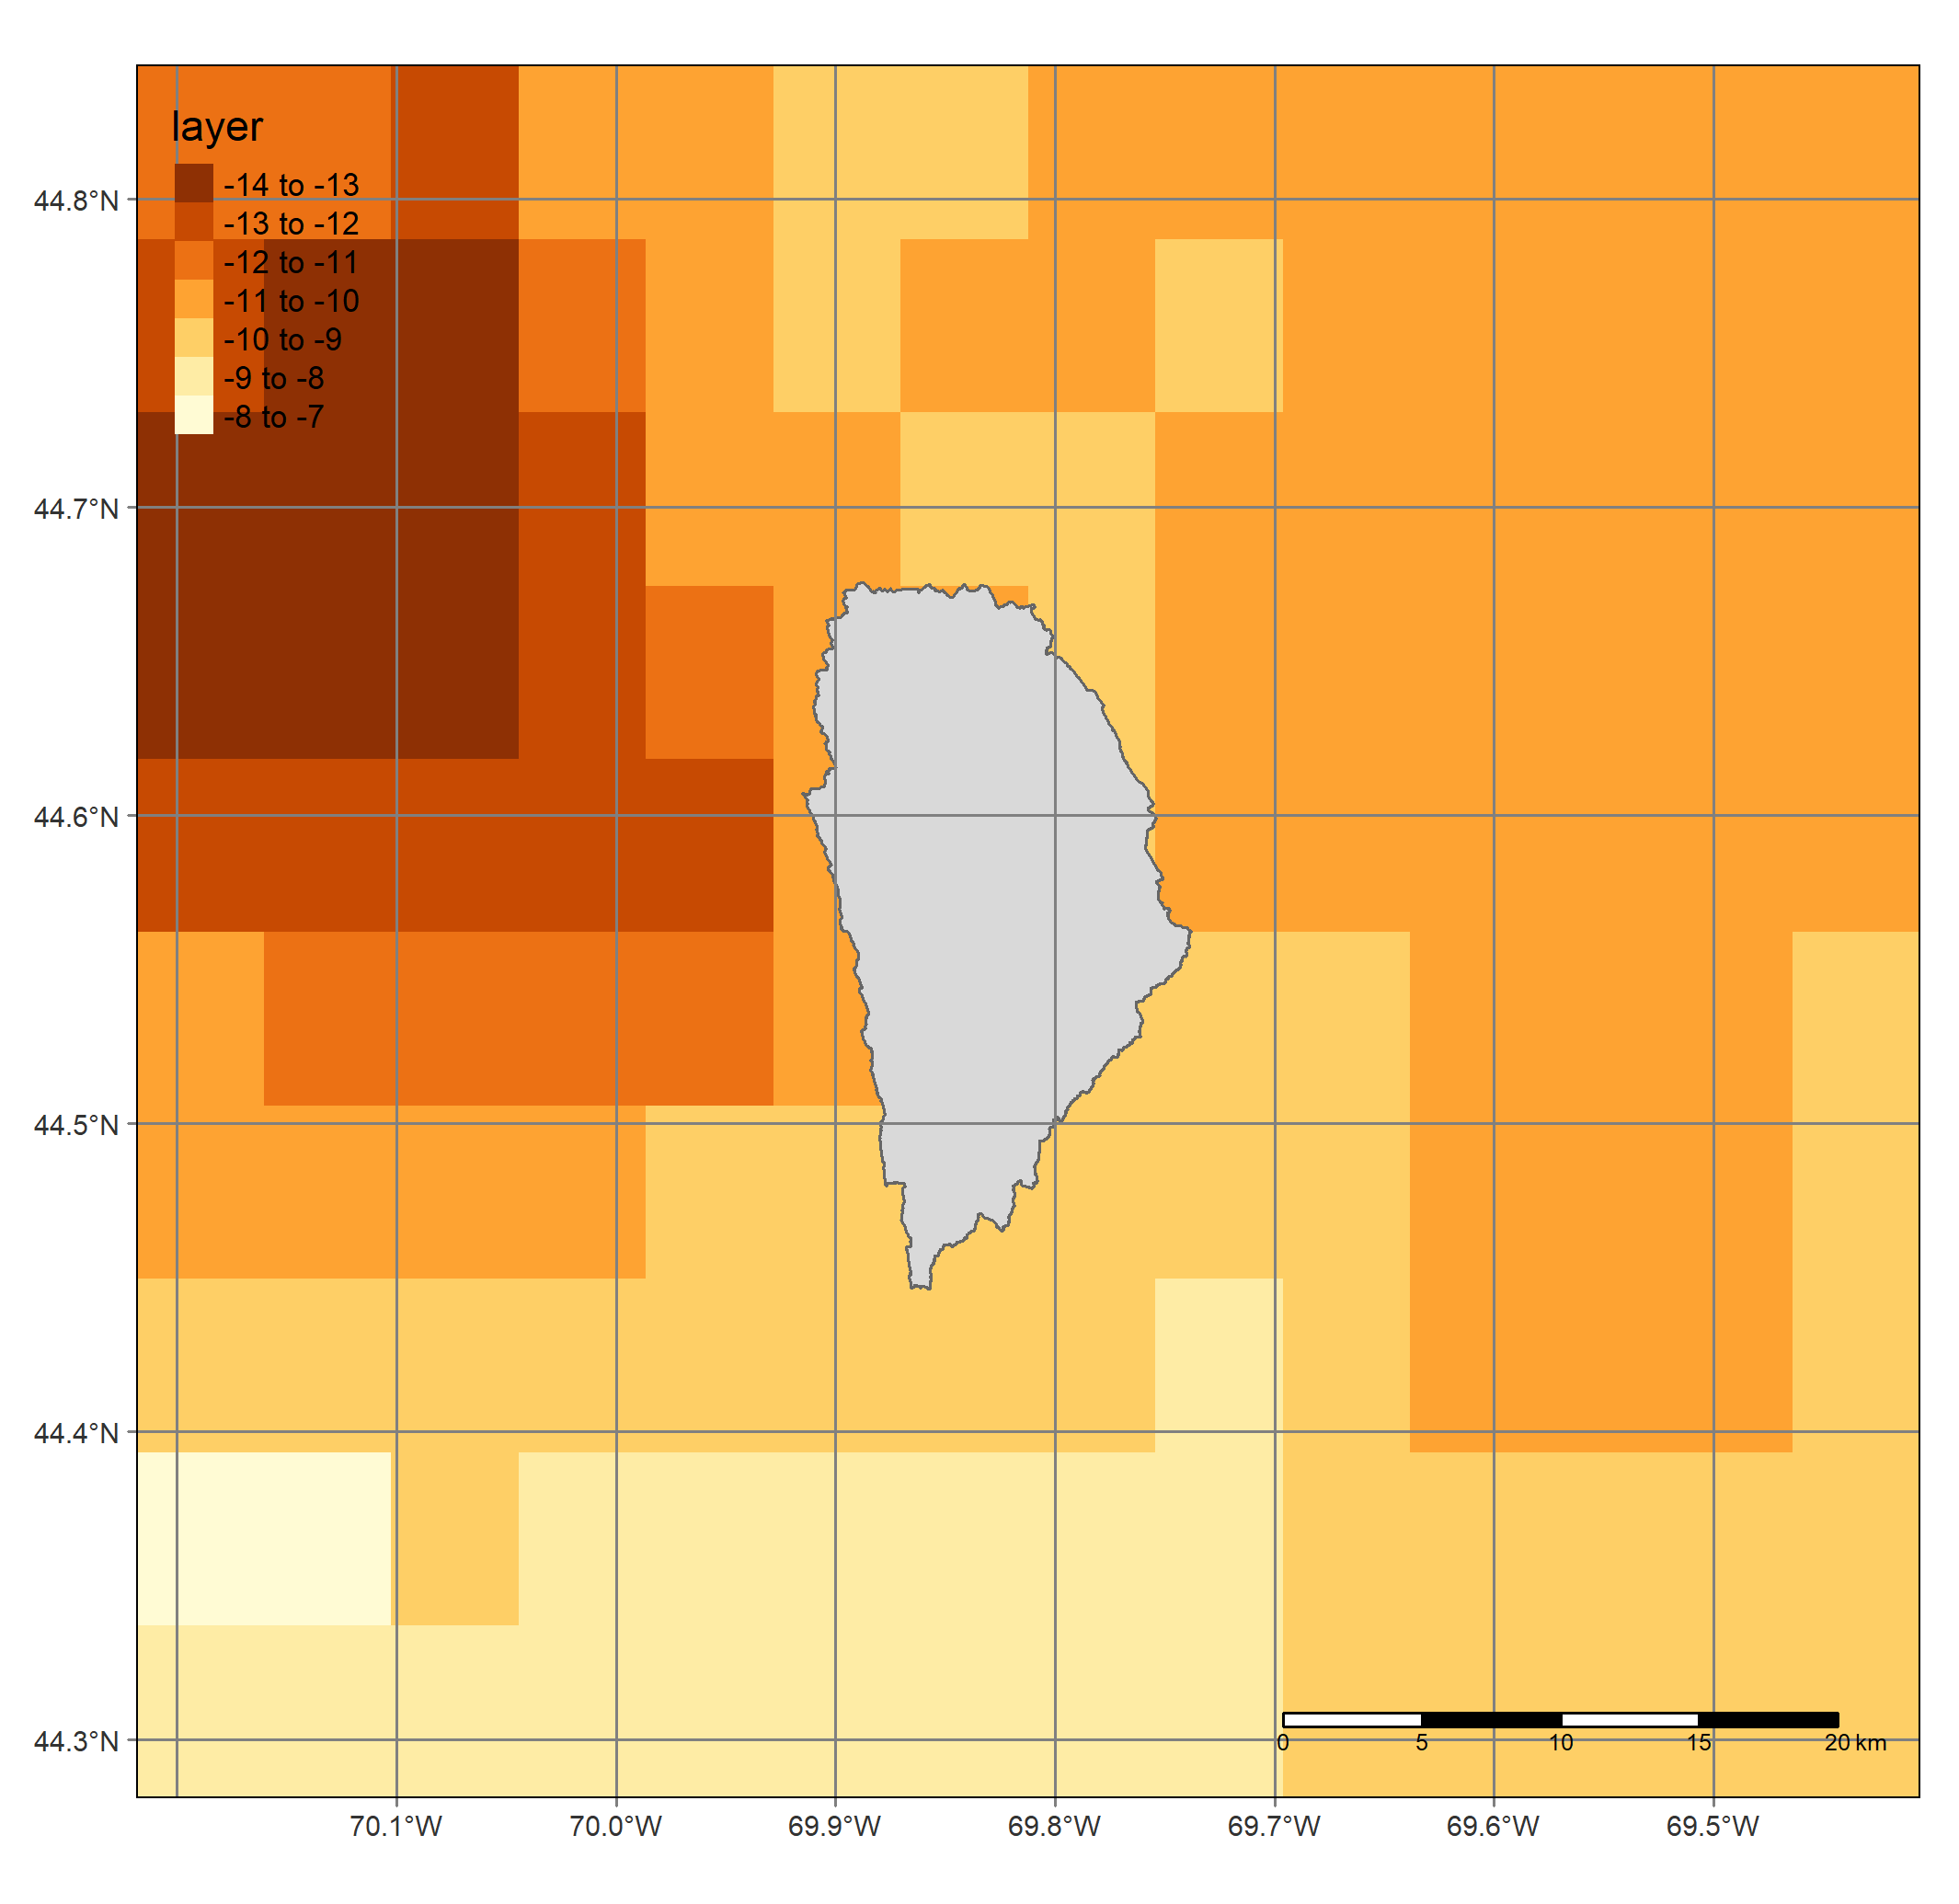 layer
-14 to -13
-13 to -12
-12 to -11
-11 to -10
-10 to -9
-9 to -8
-8 to -7
44.8°N
44.7°N
44.6°N
44.5°N
44.4°N
44.3°N
0 5 10 15 20 km
70.1°W 70.0°W 69.9°W 69.8°W 69.7°W 69.6°W 69.5°W